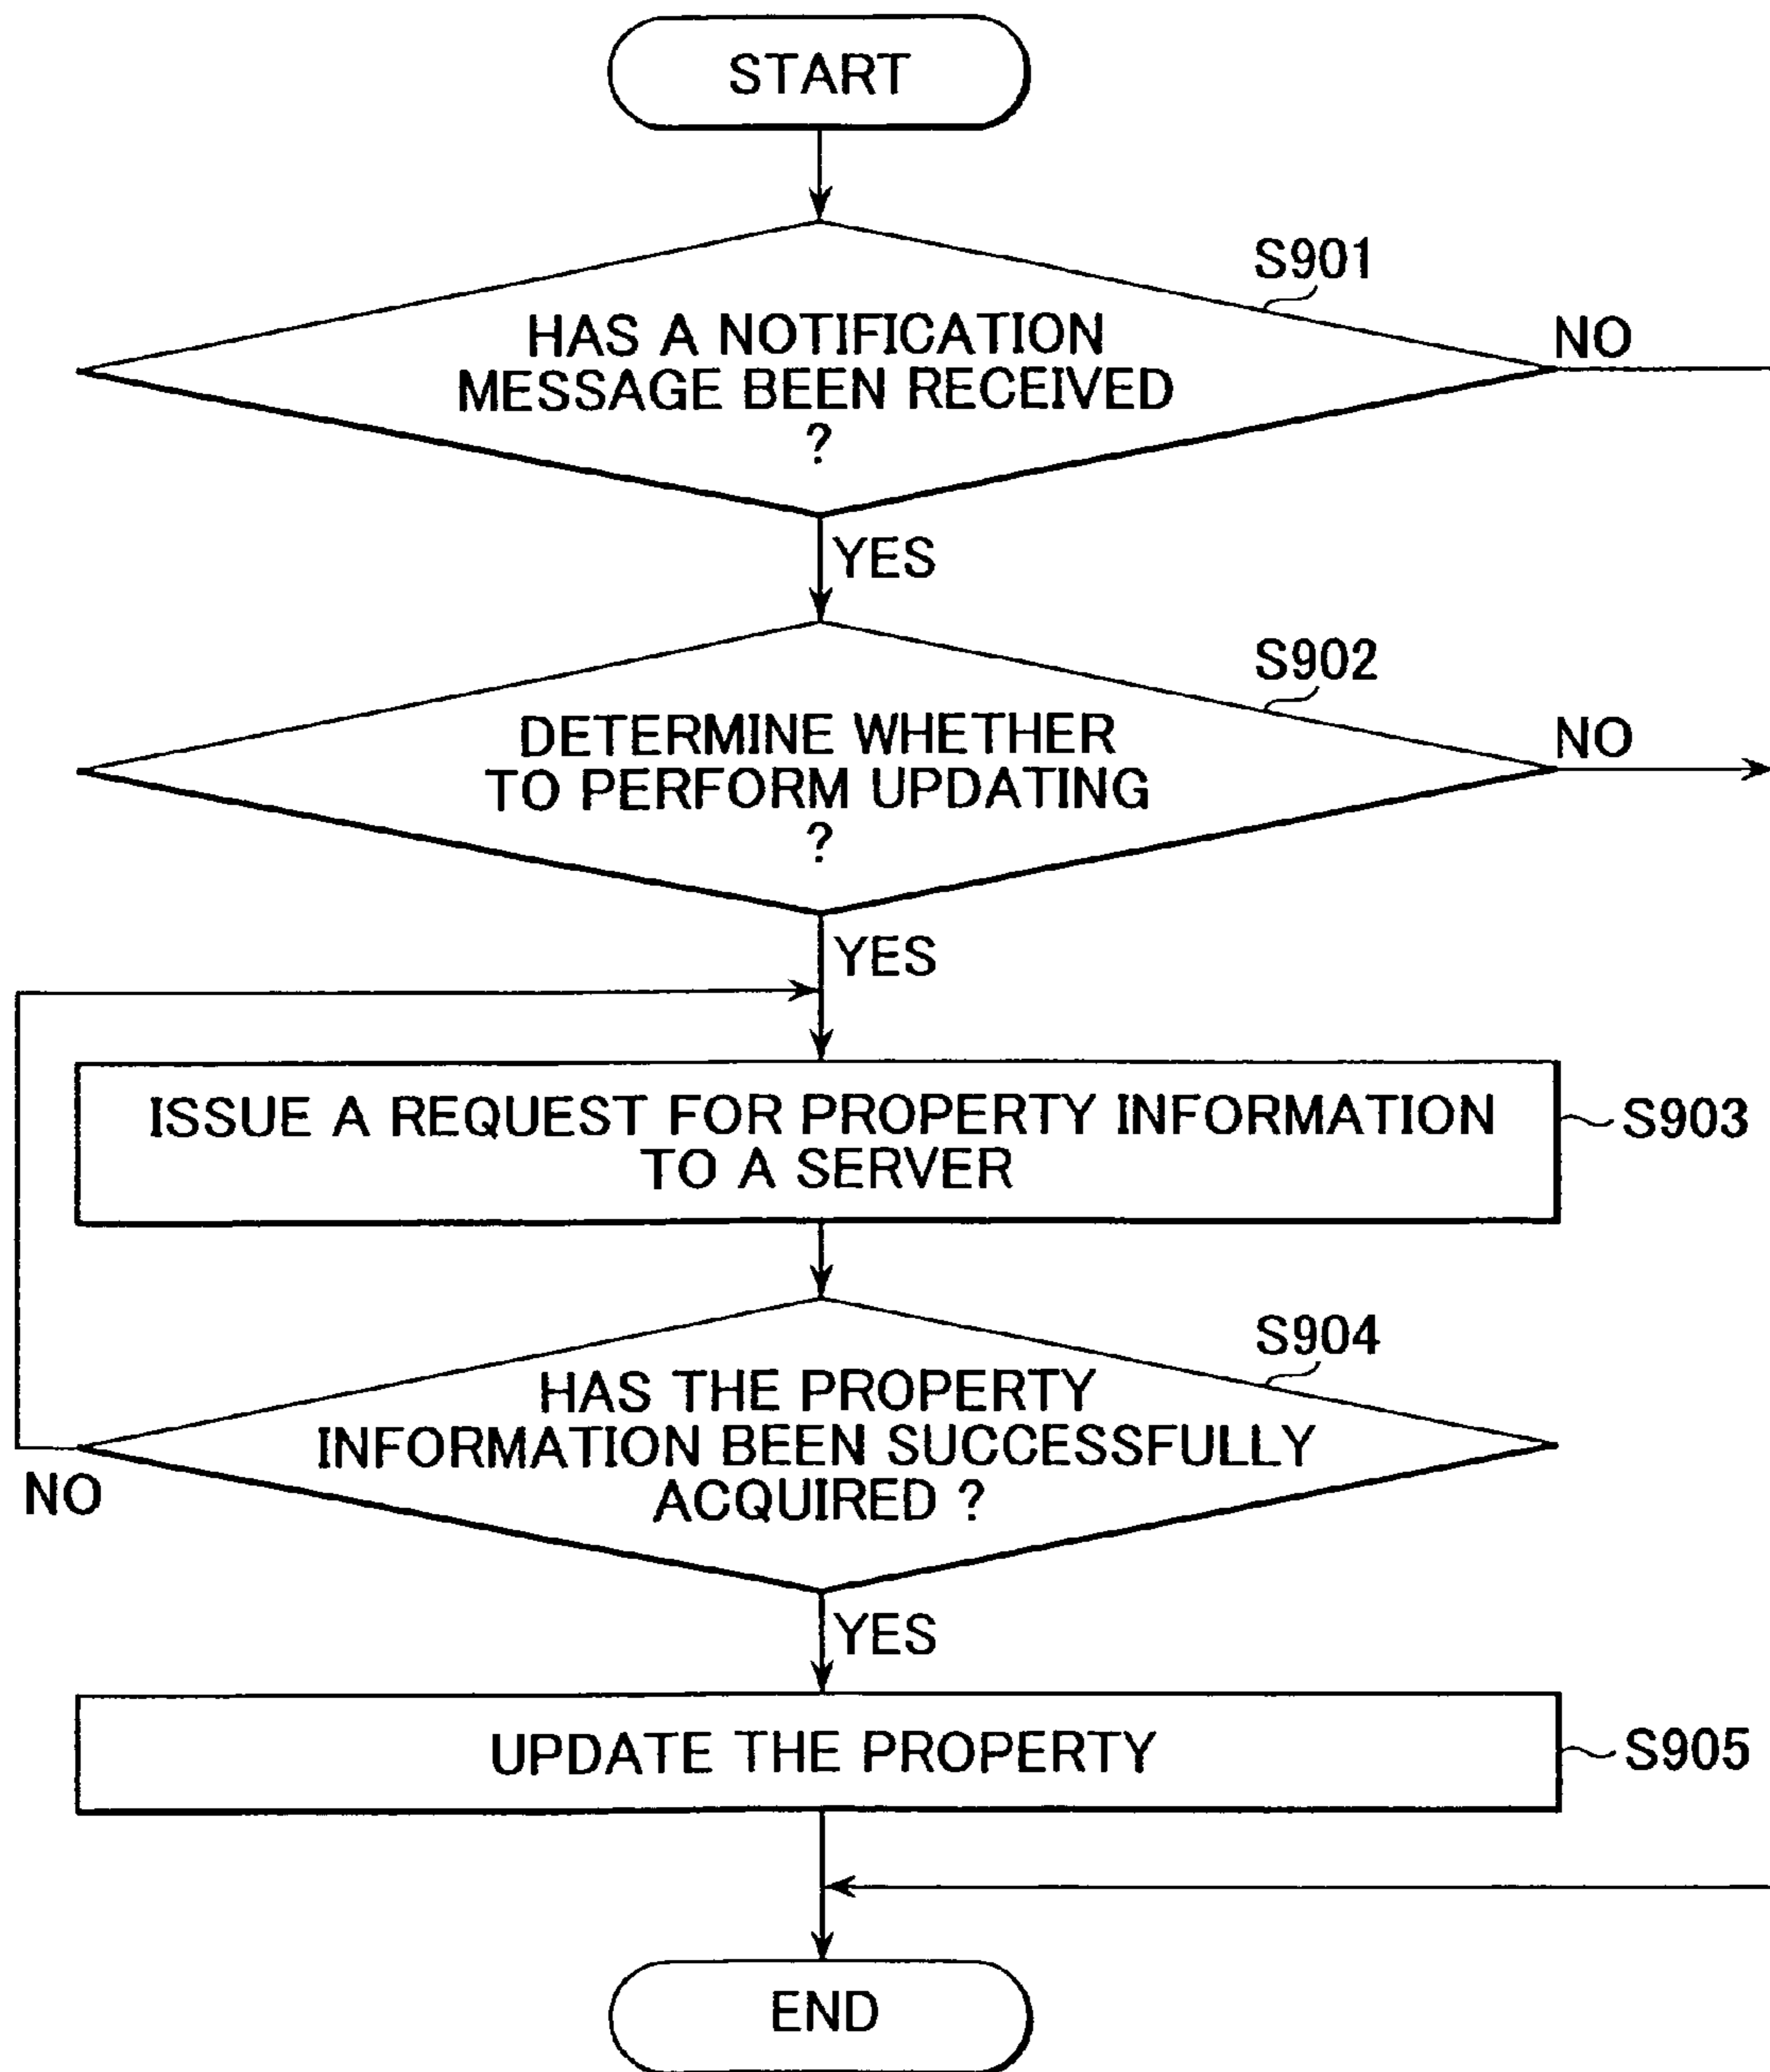 START
S901
HAS A NOTIFICATION
MESSAGE BEEN RECEIVED
?
NO
YES
S902
DETERMINE WHETHER
TO PERFORM UPDATING
?
NO
YES
ISSUE A REQUEST FOR PROPERTY INFORMATION
TO A SERVER
S903
S904
HAS THE PROPERTY
INFORMATION BEEN SUCCESSFULLY
ACQUIRED ?
NO
YES
UPDATE THE PROPERTY
S905
END